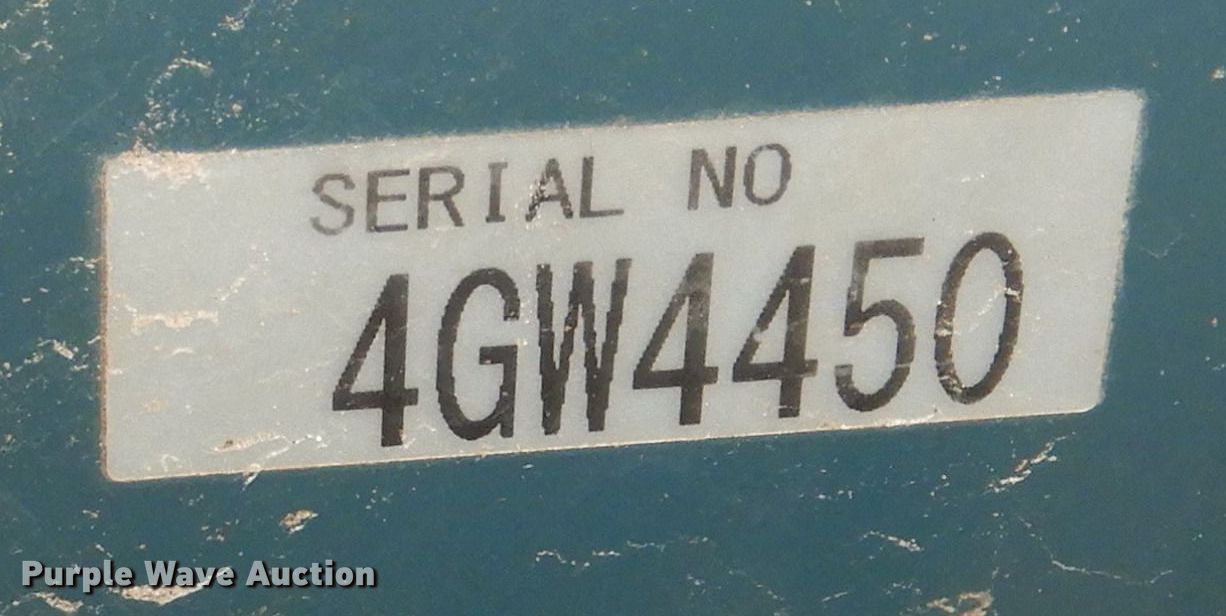 SERIAL NO
4GW4450
Purple Wave Auction